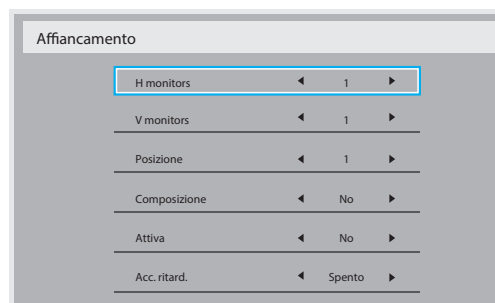 Affiancamento
H monitors 1
V monitors 1
Posizione 1
Composizione No
Attiva No
Acc. ritard. Spento